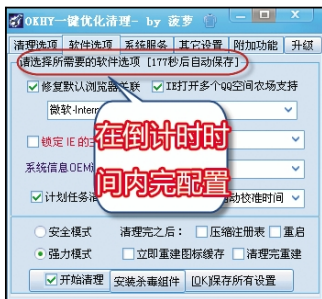 OKHY一键优化清理- by 菠萝
清理选项 软件选项 系统服务 其它设置 附加功能 升级
请选择所需要的软件选项 [177秒后自动保存]
修复默认浏览器关联 IE打开多个QQ空间农场支持
微软-Intern
在倒计时时
间内完配置
锁定 IE的主
系统信息OEM
计划任务清 动校准时间
安全模式 清理完之后： 压缩注册表 重启
强力模式 立即重建图标缓存 清理完重建
开始清理 安装杀毒组件 [OK]保存所有设置